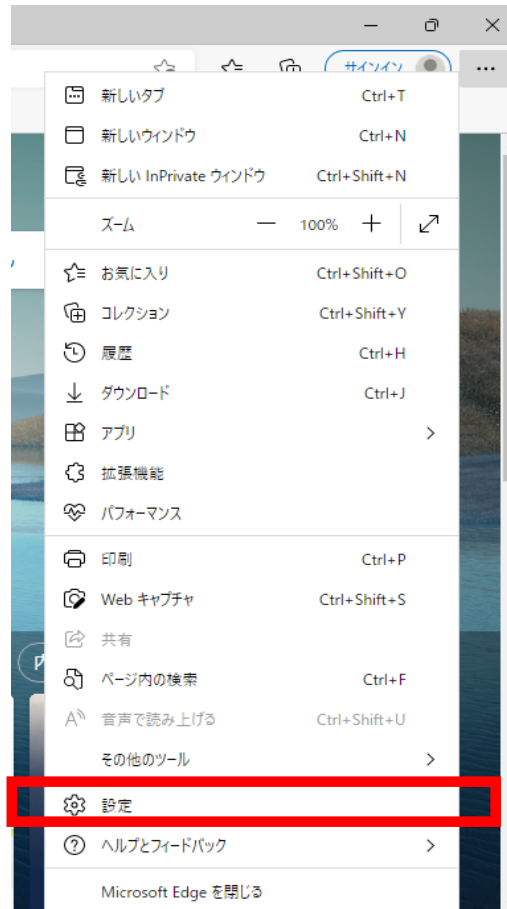 サインイン
新しいタブ Ctrl+T
新しいウィンドウ Ctrl+N
新しい InPrivate ウィンドウ Ctrl+Shift+N
ズーム 100%
お気に入り Ctrl+Shift+O
コレクション Ctrl+Shift+Y
履歴 Ctrl+H
ダウンロード Ctrl+J
アプリ
拡張機能
パフォーマンス
印刷 Ctrl+P
Web キャプチャ Ctrl+Shift+S
共有
ページ内の検索 Ctrl+F
音声で読み上げる Ctrl+Shift+U
その他のツール
設定
ヘルプとフィードバック
Microsoft Edge を閉じる